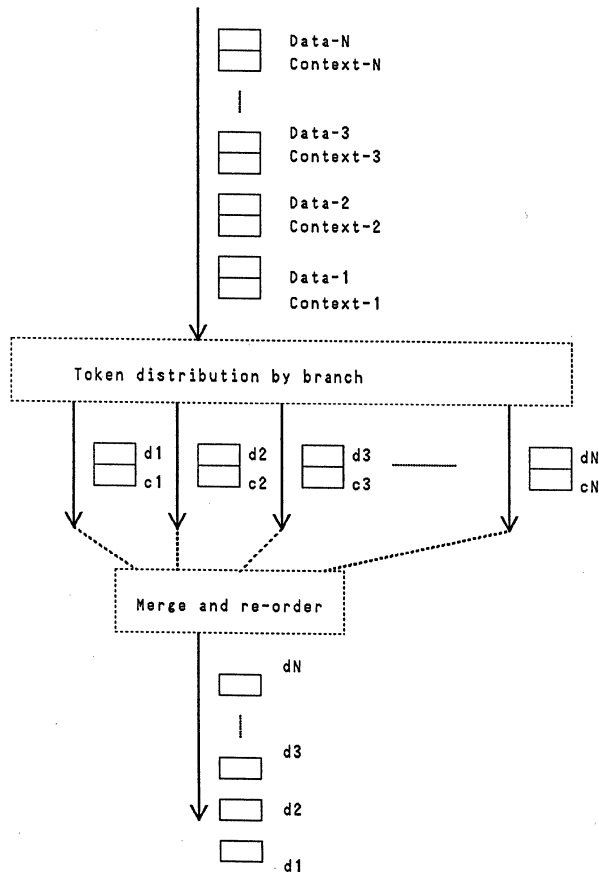 Data-N
Context-N
Data-3
Context-3
Data-2
Context-2
Data-1
Context-1
Token distribution by branch
d1 d2 d3 dN
c1 c2 c3 cN
Merge and re-order
dN
d3
d2
d1